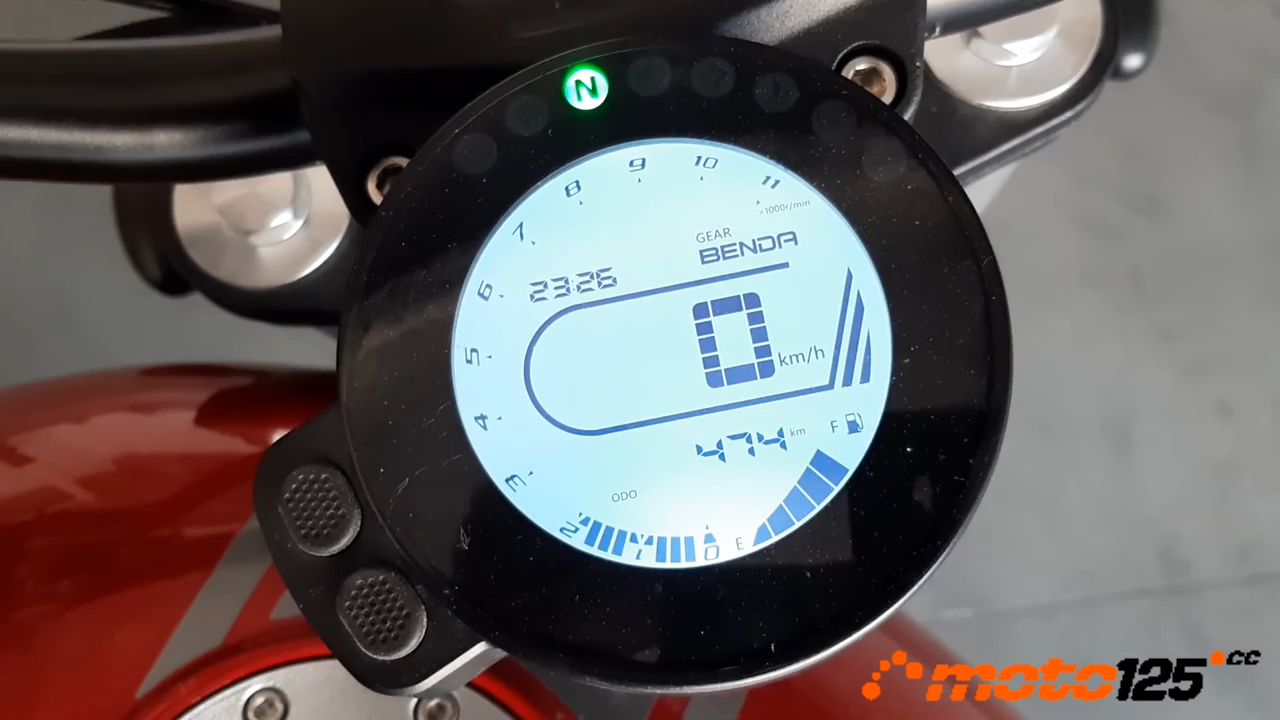 N
9 10
8 11
7 ×1000r/min
GEAR
BENDA
23:26
6
0 km/h
5
4
474 km F
3
ODO
2 1 0 E
moto125.cc